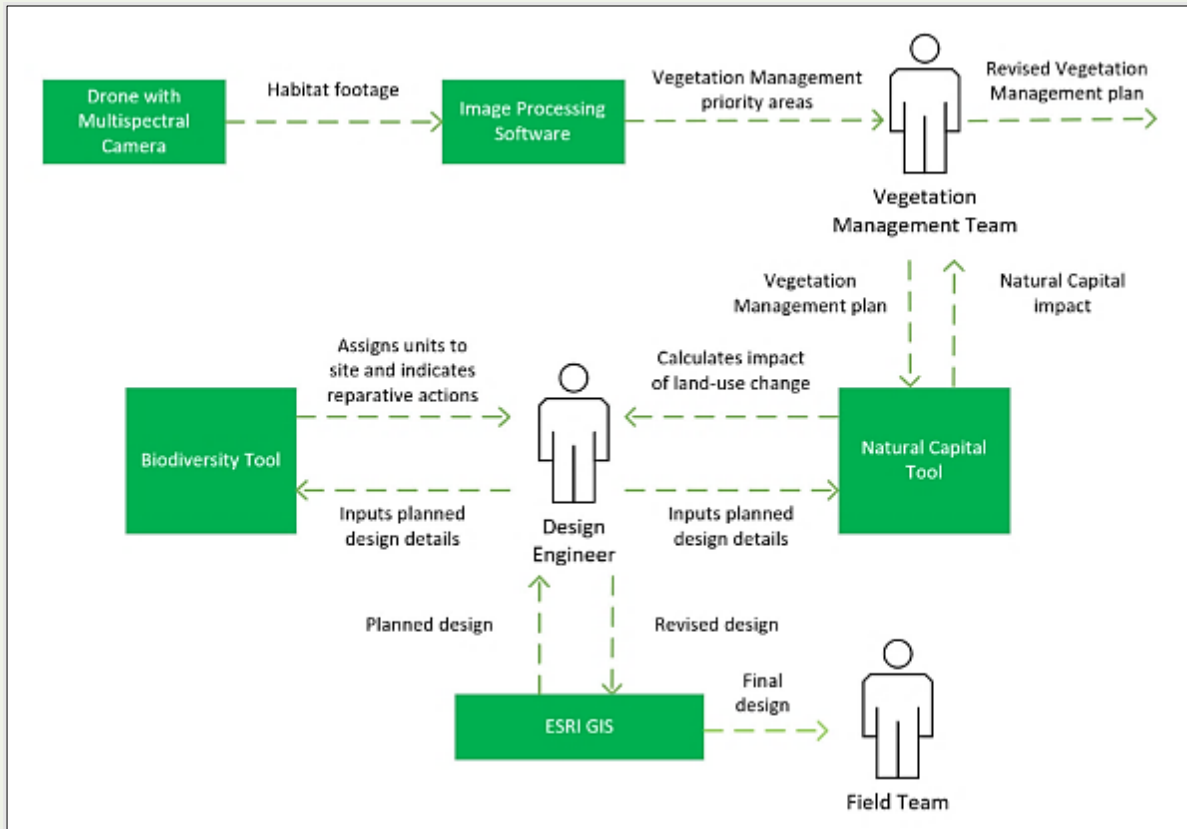 Drone with
Multispectral
Camera
Habitat footage
Image Processing
Software
Vegetation Management
priority areas
Revised Vegetation
Management plan
Vegetation
Management Team
Vegetation
Management plan
Natural Capital
impact
Assigns units to
site and indicates
reparative actions
Calculates impact
of land-use change
Biodiversity Tool
Natural Capital
Tool
Inputs planned
design details
Design
Engineer
Inputs planned
design details
Planned design
Revised design
ESRI GIS
Final
design
Field Team